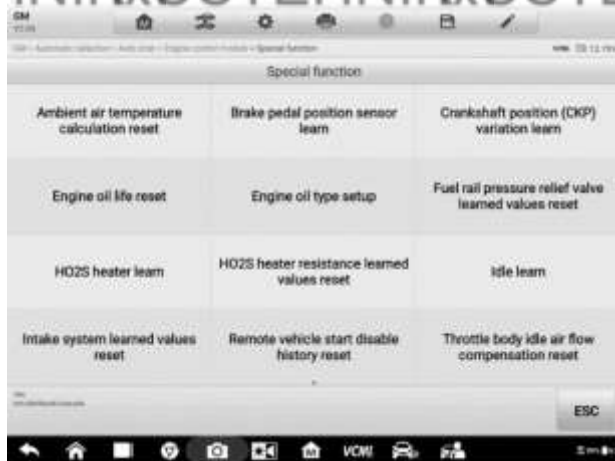 GM
Special function
Ambient air temperature
calculation reset
Brake pedal position sensor
learn
Crankshaft position (CKP)
variation learn
Engine oil life reset
Engine oil type setup
Fuel rail pressure relief valve
learned values reset
HO2S heater learn
HO2S heater resistance learned
values reset
Idle learn
Intake system learned values
reset
Remote vehicle start disable
history reset
Throttle body idle air flow
compensation reset
ESC
VCMI